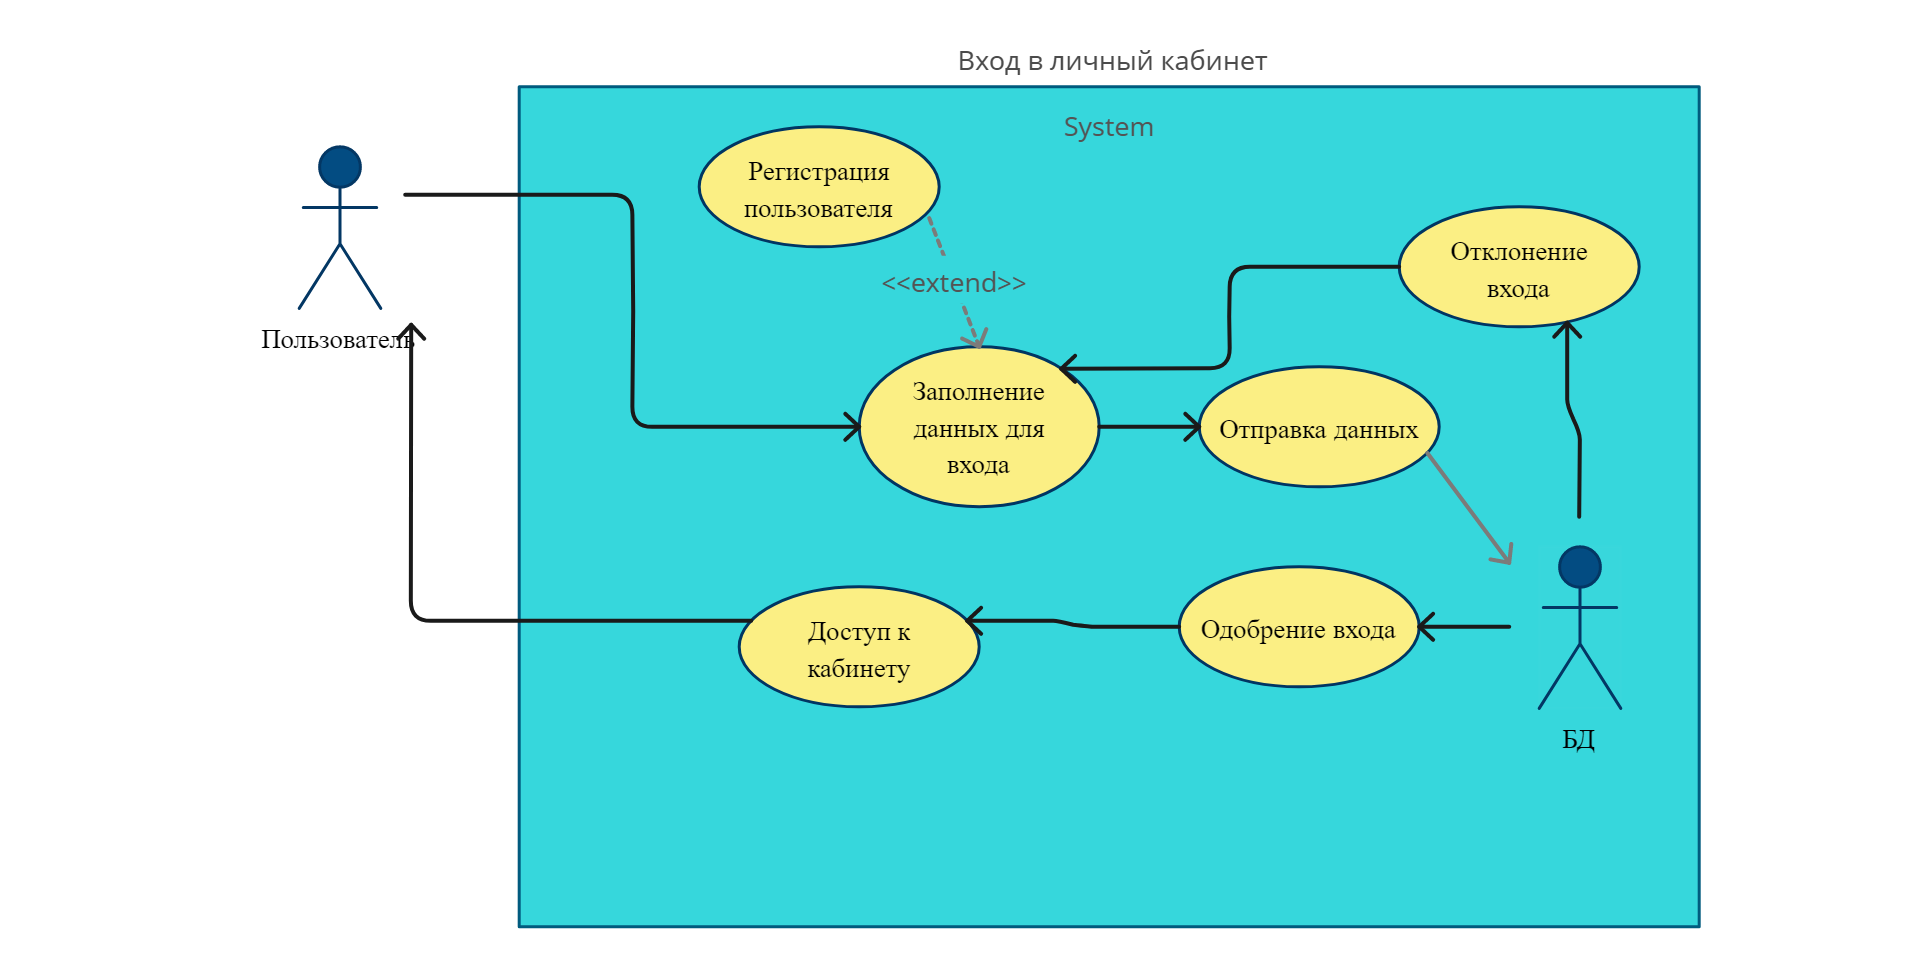 Вход в личный кабинет
System
Регистрация
пользователя
<<extend>>
Отклонение
входа
Пользователь
Заполнение
данных для
входа
Отправка данных
Доступ к
кабинету
Одобрение входа
БД